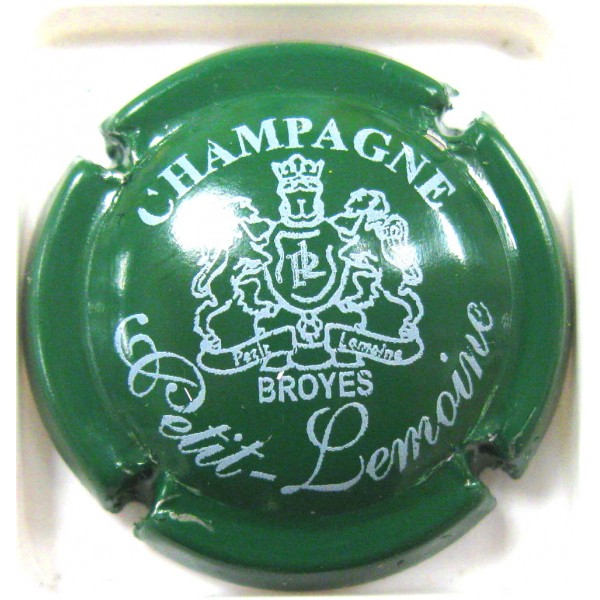 CHAMPAGNE
PL
Petit Lemoine
BROYES
Petit-Lemoine